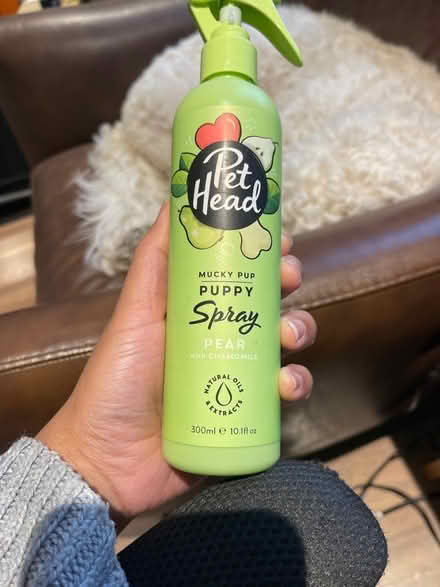 Pet
Head
MUCKY PUP
PUPPY
Spray
PEAR
WITH CHAMOMILE
NATURAL OILS
& EXTRACTS
300ml ℮ 10.1fl oz